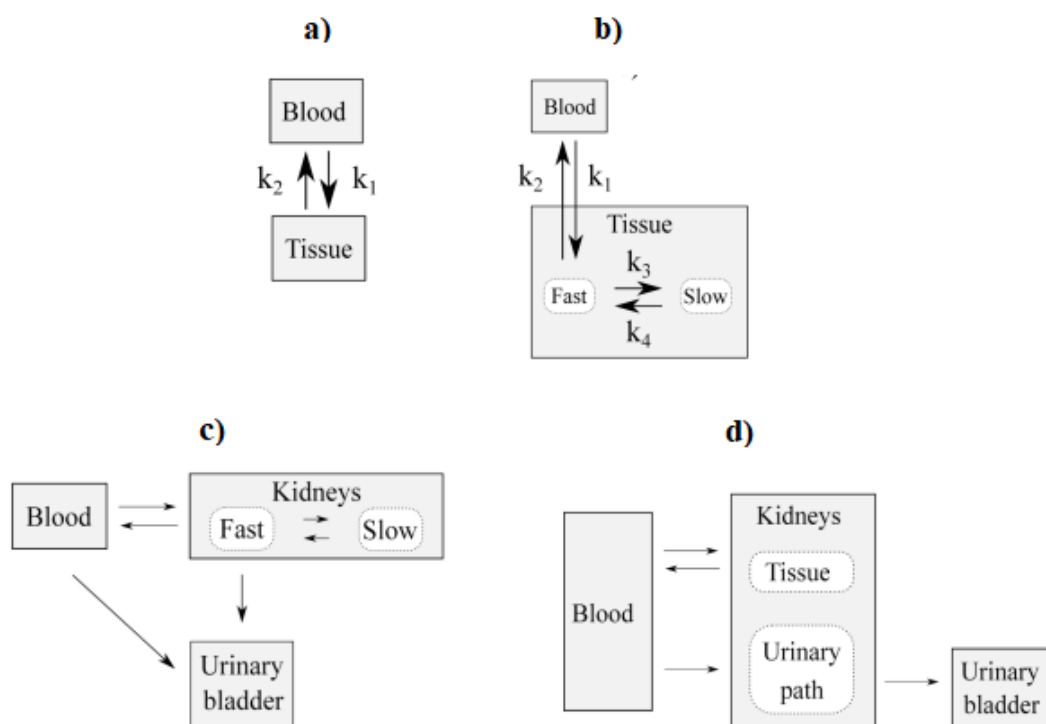 a)
Blood
k2
k1
Tissue
b)
Blood
k2
k1
Tissue
Fast
k3
Slow
k4
c)
Blood
Kidneys
Fast
Slow
Urinary
bladder
d)
Blood
Kidneys
Tissue
Urinary
path
Urinary
bladder